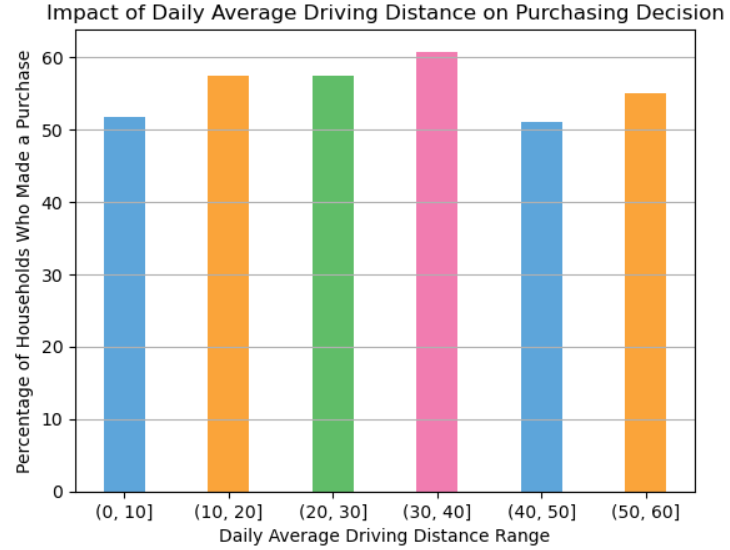 Impact of Daily Average Driving Distance on Purchasing Decision
Percentage of Households Who Made a Purchase
60
50
40
30
20
10
0
(0, 10] (10, 20] (20, 30] (30, 40] (40, 50] (50, 60]
Daily Average Driving Distance Range